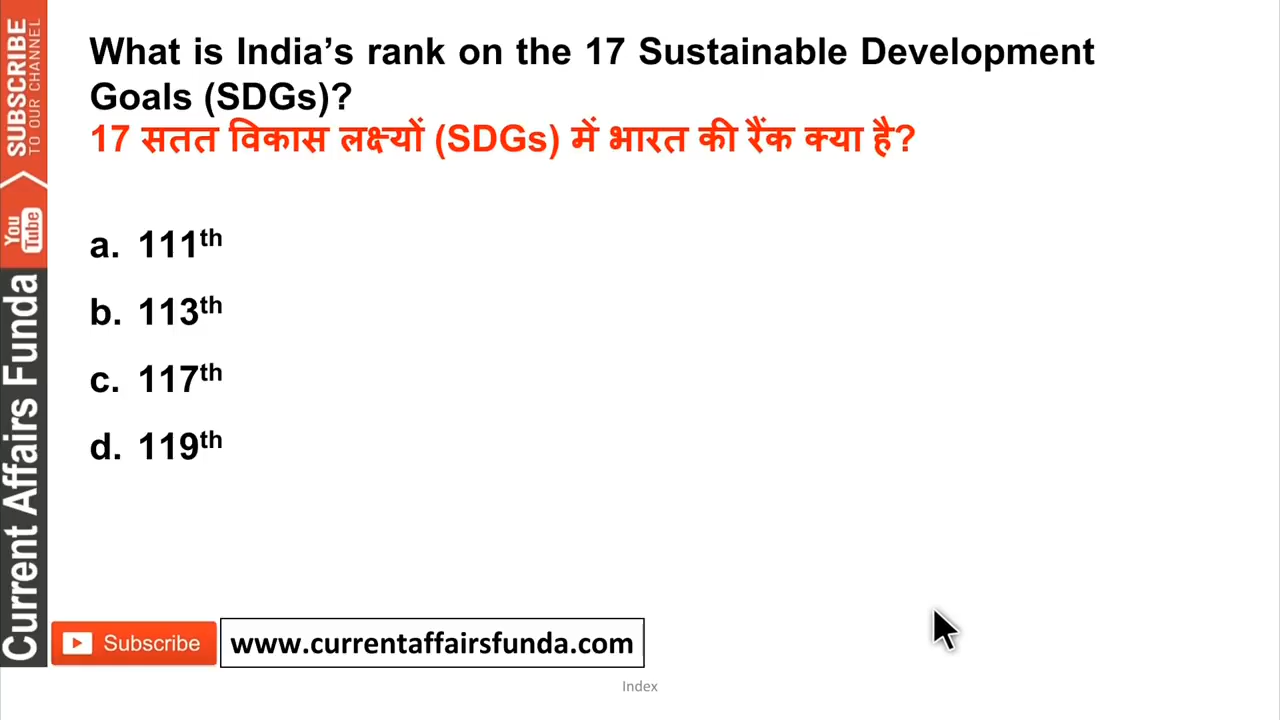 What is India’s rank on the 17 Sustainable Development
Goals (SDGs)?
17 सतत विकास लक्ष्यों (SDGs) में भारत की रैंक क्या है?
a. 111th
b. 113th
c. 117th
d. 119th
SUBSCRIBE
TO OUR CHANNEL
You
Tube
Current Affairs Funda
Subscribe
www.currentaffairsfunda.com
Index